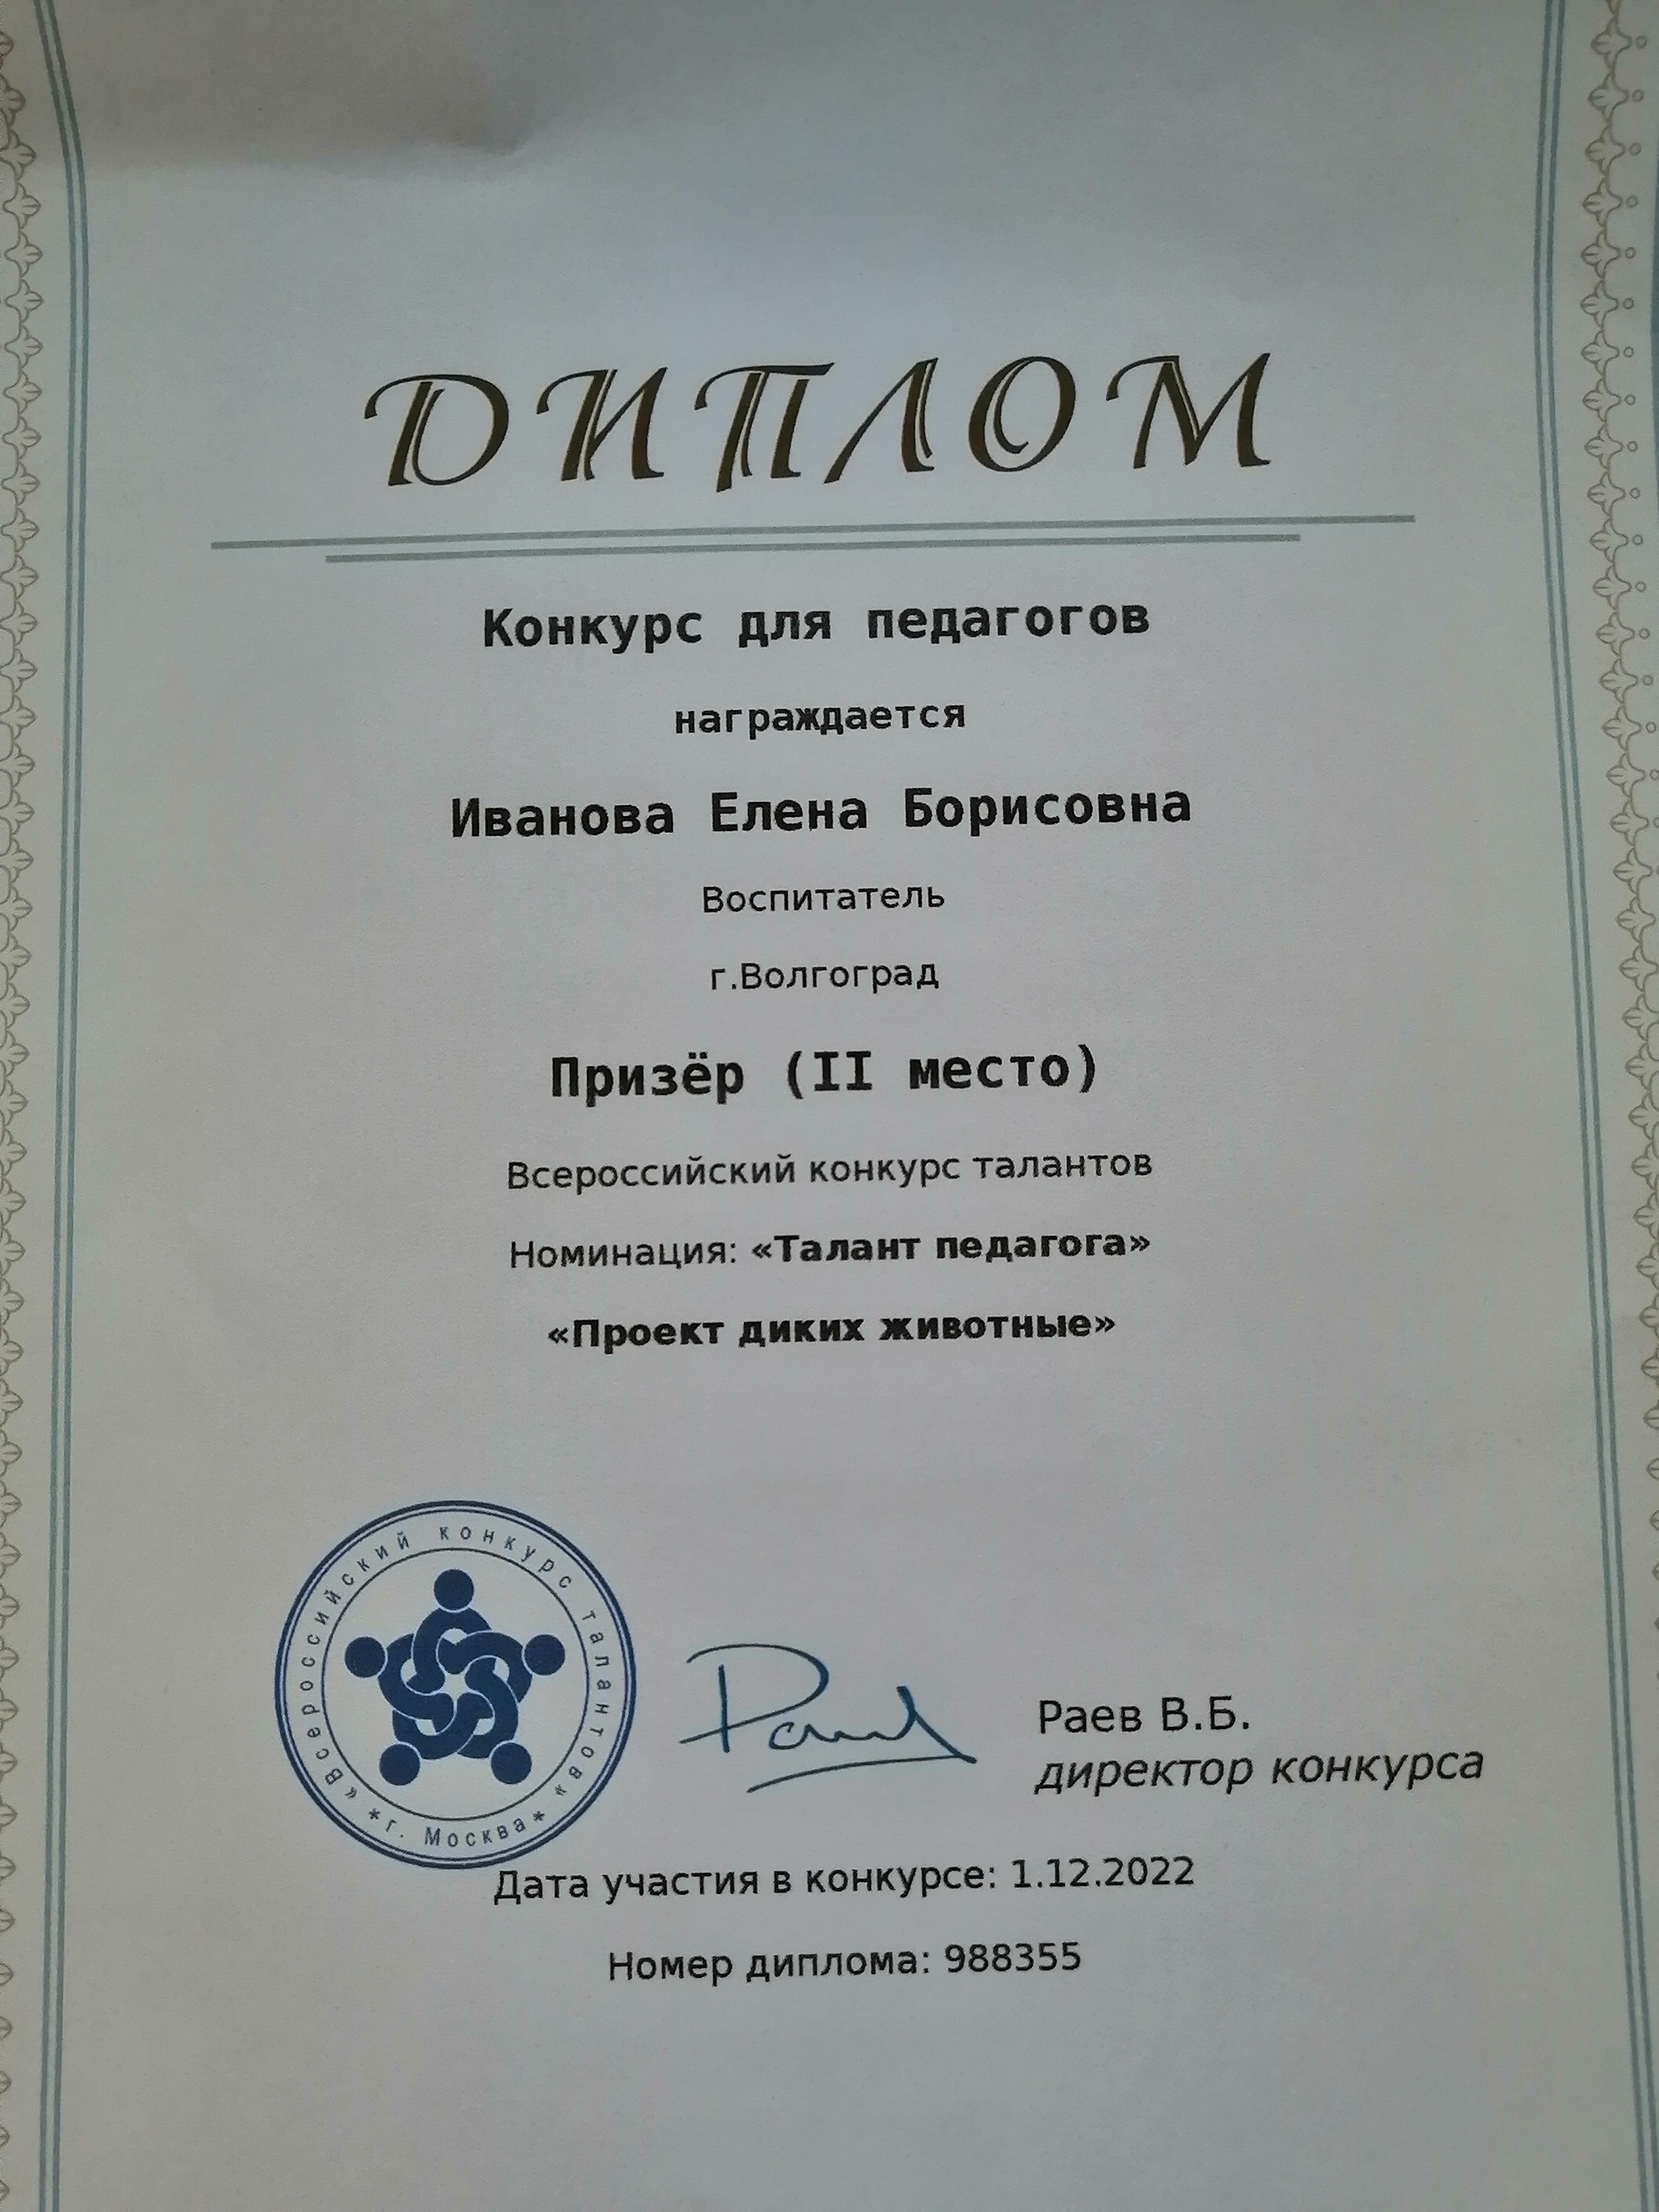 ДИПЛОМ
Конкурс для педагогов
награждается
Иванова Елена Борисовна
Воспитатель
г.Волгоград
Призёр (II место)
Всероссийский конкурс талантов
Номинация: «Талант педагога»
«Проект диких животные»
«Всероссийский конкурс талантов»
*г. Москва*
Раев В.Б.
директор конкурса
Дата участия в конкурсе: 1.12.2022
Номер диплома: 988355